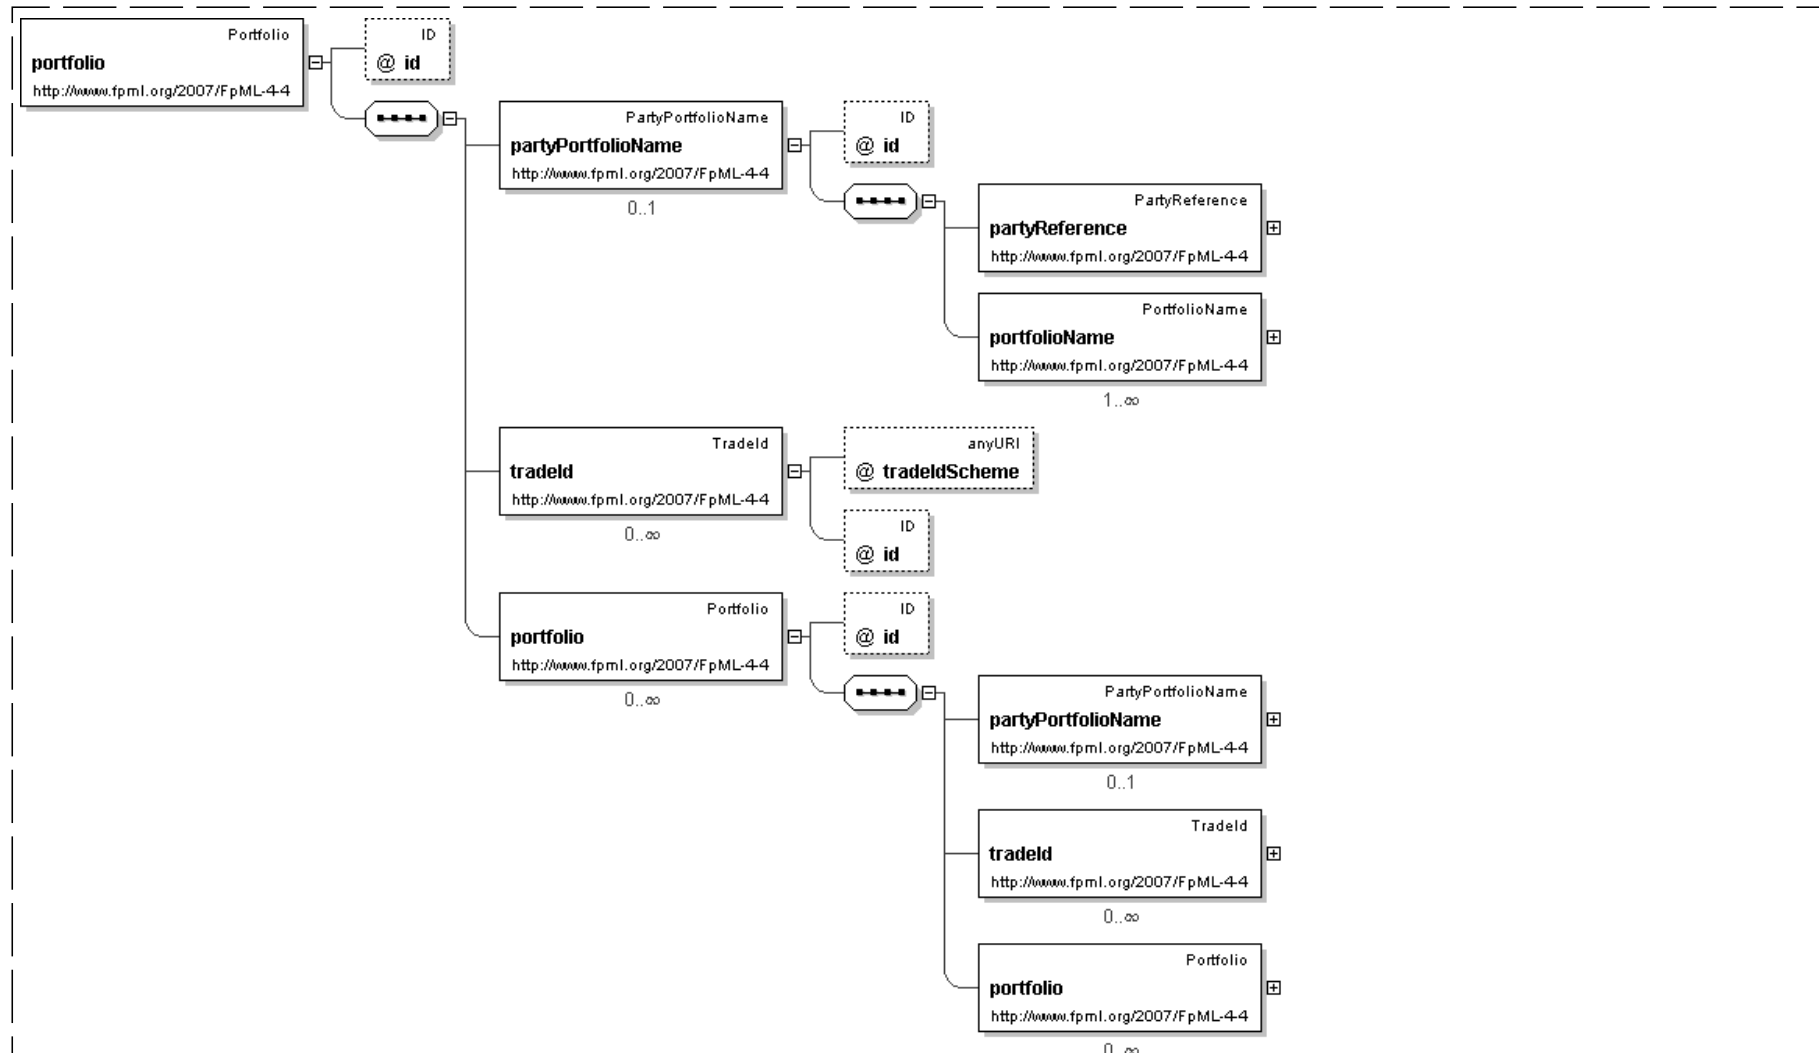 Portfolio
portfolio
http://www.fpml.org/2007/FpML-4-4
ID
@ id
PartyPortfolioName
partyPortfolioName
http://www.fpml.org/2007/FpML-4-4
0..1
ID
@ id
PartyReference
partyReference
http://www.fpml.org/2007/FpML-4-4
PortfolioName
portfolioName
http://www.fpml.org/2007/FpML-4-4
1..∞
TradeId
tradeId
http://www.fpml.org/2007/FpML-4-4
0..∞
anyURI
@ tradeIdScheme
ID
@ id
Portfolio
portfolio
http://www.fpml.org/2007/FpML-4-4
0..∞
ID
@ id
PartyPortfolioName
partyPortfolioName
http://www.fpml.org/2007/FpML-4-4
0..1
TradeId
tradeId
http://www.fpml.org/2007/FpML-4-4
0..∞
Portfolio
portfolio
http://www.fpml.org/2007/FpML-4-4
0..∞